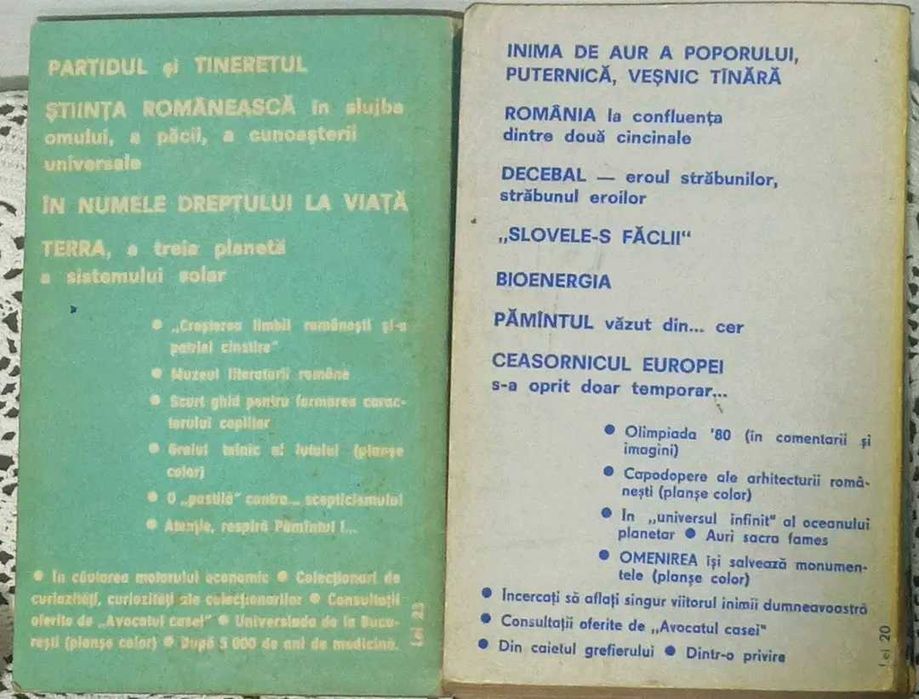 PARTIDUL și TINERETUL
ȘTIINȚA ROMÂNEASCĂ în slujba
omului, a păcii, a cunoașterii
universale
ÎN NUMELE DREPTULUI LA VIAȚĂ
TERRA, a treia planetă
a sistemului solar
● „Creșterea limbii românești și-a
patriei cinstire"
● Muzeul literaturii române
● Scurt ghid pentru formarea carac-
terului copiilor
● Graiul tainic al lutului (planșe
color)
● O „pastilă" contra... scepticismului
● Atenție, respiră Pămîntul !...
● În căutarea motorului economic ● Colecționari de
curiozități, curiozități ale colecționarilor ● Consultații
oferite de „Avocatul casei" ● Universiada de la Bucu-
rești (planșe color) ● După 5 000 de ani de medicină.
Lei 23
INIMA DE AUR A POPORULUI,
PUTERNICĂ, VEȘNIC TÎNĂRĂ
ROMÂNIA la confluența
dintre două cincinale
DECEBAL — eroul străbunilor,
străbunul eroilor
„SLOVELE-S FĂCLII"
BIOENERGIA
PĂMÎNTUL văzut din... cer
CEASORNICUL EUROPEI
s-a oprit doar temporar...
● Olimpiada '80 (în comentarii și
imagini)
● Capodopere ale arhitecturii româ-
nești (planșe color)
● In „universul infinit" al oceanului
planetar ● Auri sacra fames
● OMENIREA își salvează monumen-
tele (planșe color)
● Incercați să aflați singur viitorul inimii dumneavoastră
● Consultații oferite de „Avocatul casei"
● Din caietul grefierului ● Dintr-o privire
Lei 20